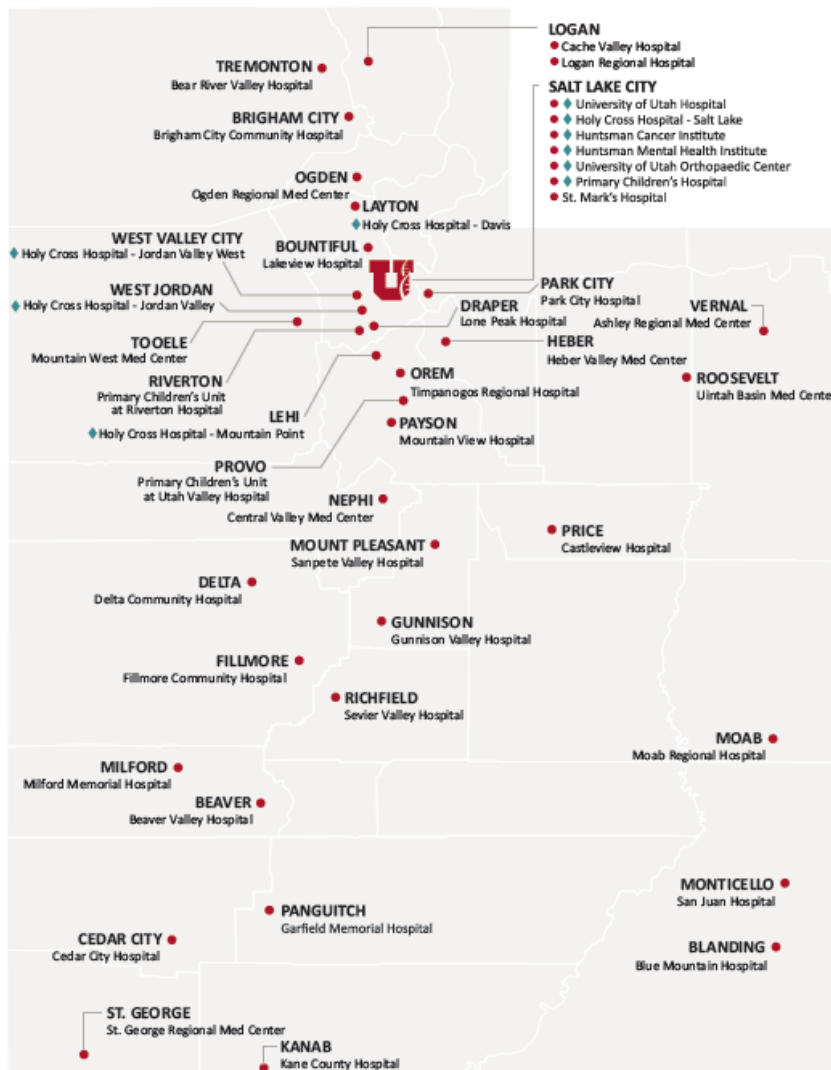 LOGAN
Cache Valley Hospital
Logan Regional Hospital
TREMONTON
Bear River Valley Hospital
SALT LAKE CITY
University of Utah Hospital
Holy Cross Hospital - Salt Lake
Huntsman Cancer Institute
Huntsman Mental Health Institute
University of Utah Orthopaedic Center
Primary Children's Hospital
St. Mark's Hospital
BRIGHAM CITY
Brigham City Community Hospital
OGDEN
Ogden Regional Med Center
LAYTON
Holy Cross Hospital - Davis
WEST VALLEY CITY
Holy Cross Hospital - Jordan Valley West
BOUNTIFUL
Lakeview Hospital
U
WEST JORDAN
Holy Cross Hospital - Jordan Valley
PARK CITY
Park City Hospital
DRAPER
Lone Peak Hospital
VERNAL
Ashley Regional Med Center
TOOELE
Mountain West Med Center
HEBER
Heber Valley Med Center
RIVERTON
Primary Children's Unit
at Riverton Hospital
OREM
Timpanogos Regional Hospital
ROOSEVELT
Uintah Basin Med Cente
LEHI
Holy Cross Hospital - Mountain Point
PAYSON
Mountain View Hospital
PROVO
Primary Children's Unit
at Utah Valley Hospital
NEPHI
Central Valley Med Center
PRICE
Castleview Hospital
MOUNT PLEASANT
Sanpete Valley Hospital
DELTA
Delta Community Hospital
GUNNISON
Gunnison Valley Hospital
FILLMORE
Fillmore Community Hospital
RICHFIELD
Sevier Valley Hospital
MOAB
Moab Regional Hospital
MILFORD
Milford Memorial Hospital
BEAVER
Beaver Valley Hospital
MONTICELLO
San Juan Hospital
PANGUITCH
Garfield Memorial Hospital
CEDAR CITY
Cedar City Hospital
BLANDING
Blue Mountain Hospital
ST. GEORGE
St. George Regional Med Center
KANAB
Kane County Hospital